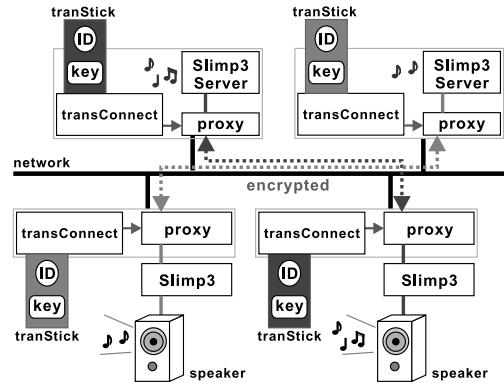 tranStick
ID
key
transConnect
Slimp3
Server
proxy
tranStick
ID
key
transConnect
Slimp3
Server
proxy
network
encrypted
transConnect
proxy
ID
key
tranStick
Slimp3
speaker
transConnect
proxy
ID
key
tranStick
Slimp3
speaker